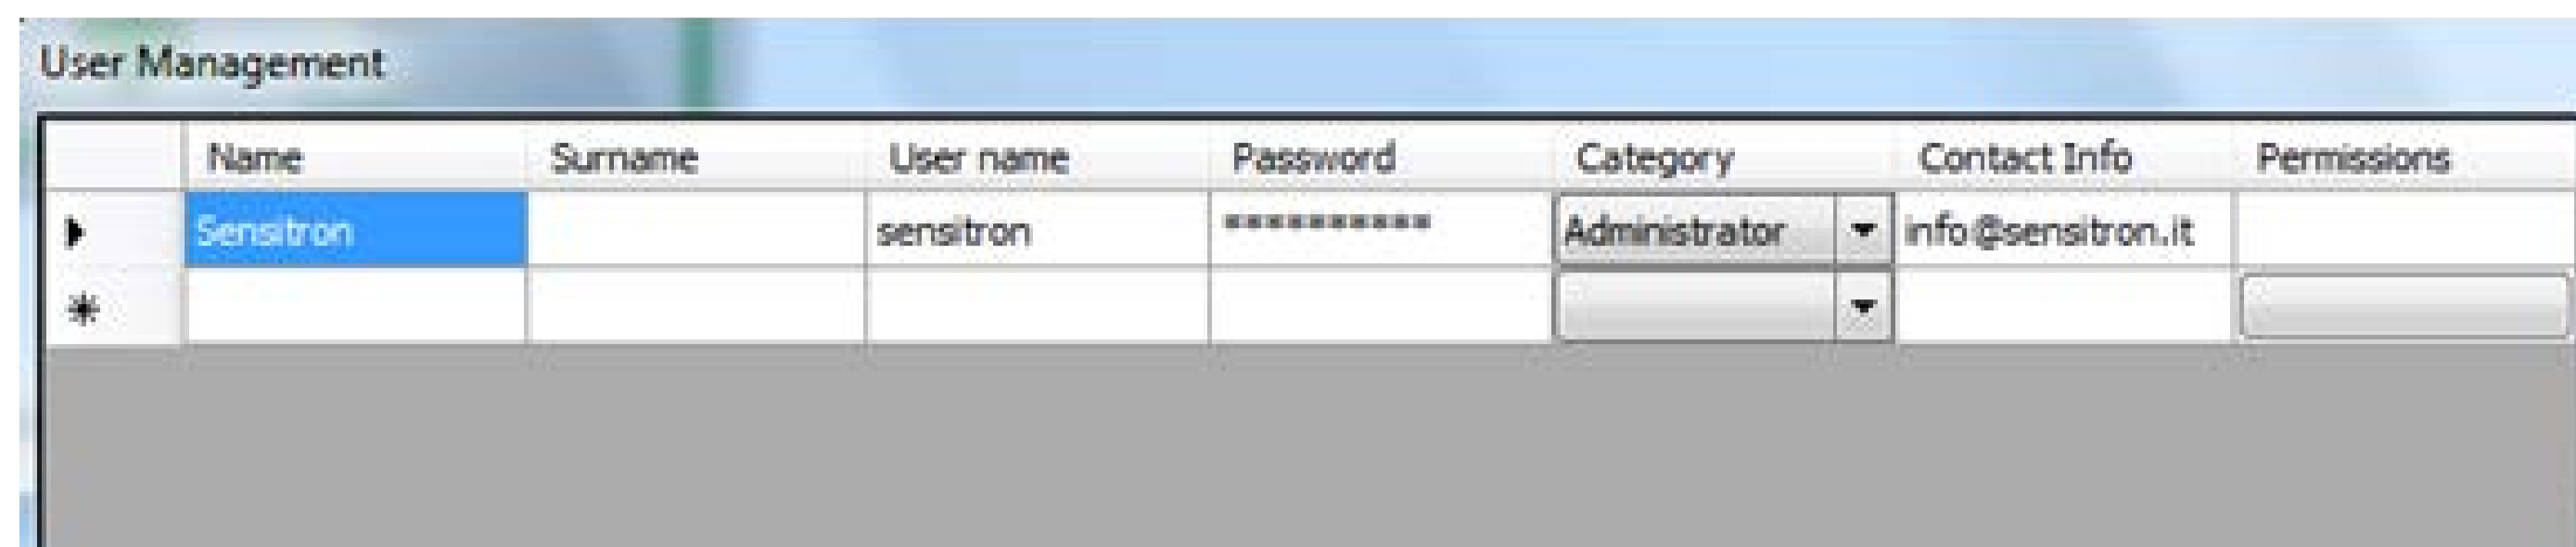 User Management
Name Surname User name Password Category Contact Info Permissions
Sensitron sensitron ********** Administrator info@sensitron.it
*